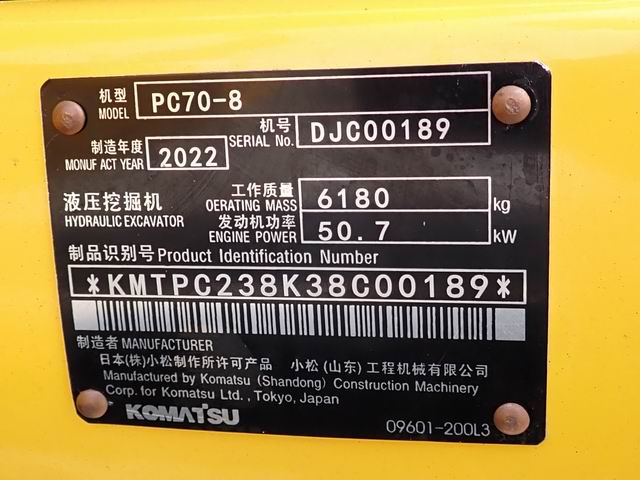 机型 MODEL PC70-8
机号 SERIAL No. DJC00189
制造年度 MONUF ACT YEAR 2022
液压挖掘机 HYDRAULIC EXCAVATOR
工作质量 OERATING MASS 6180 kg
发动机功率 ENGINE POWER 50.7 kW
制品识别号 Product Identification Number
*KMTPC238K38C00189*
制造者 MANUFACTURER
日本(株)小松制作所许可产品 小松(山东)工程机械有限公司
Manufactured by Komatsu (Shandong) Construction Machinery
Corp. for Komatsu Ltd., Tokyo, Japan
KOMATSU
09601-200L3